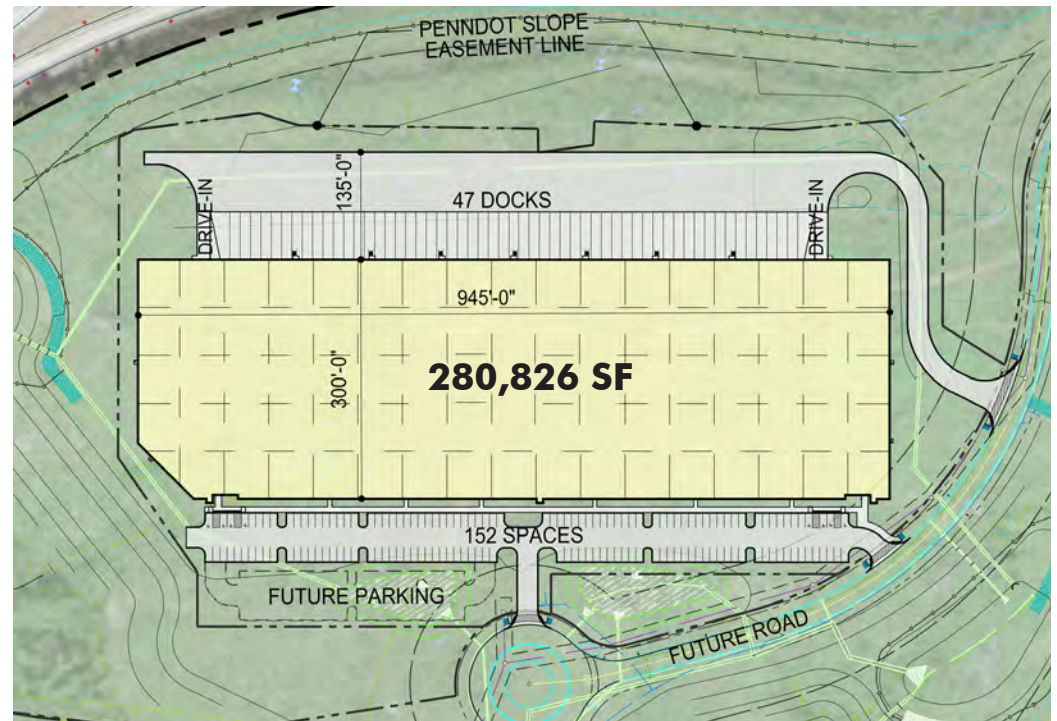 PENNDOT SLOPE
EASEMENT LINE
135'-0"
47 DOCKS
DRIVE-IN
DRIVE-IN
945'-0"
300'-0"
280,826 SF
152 SPACES
FUTURE PARKING
FUTURE ROAD